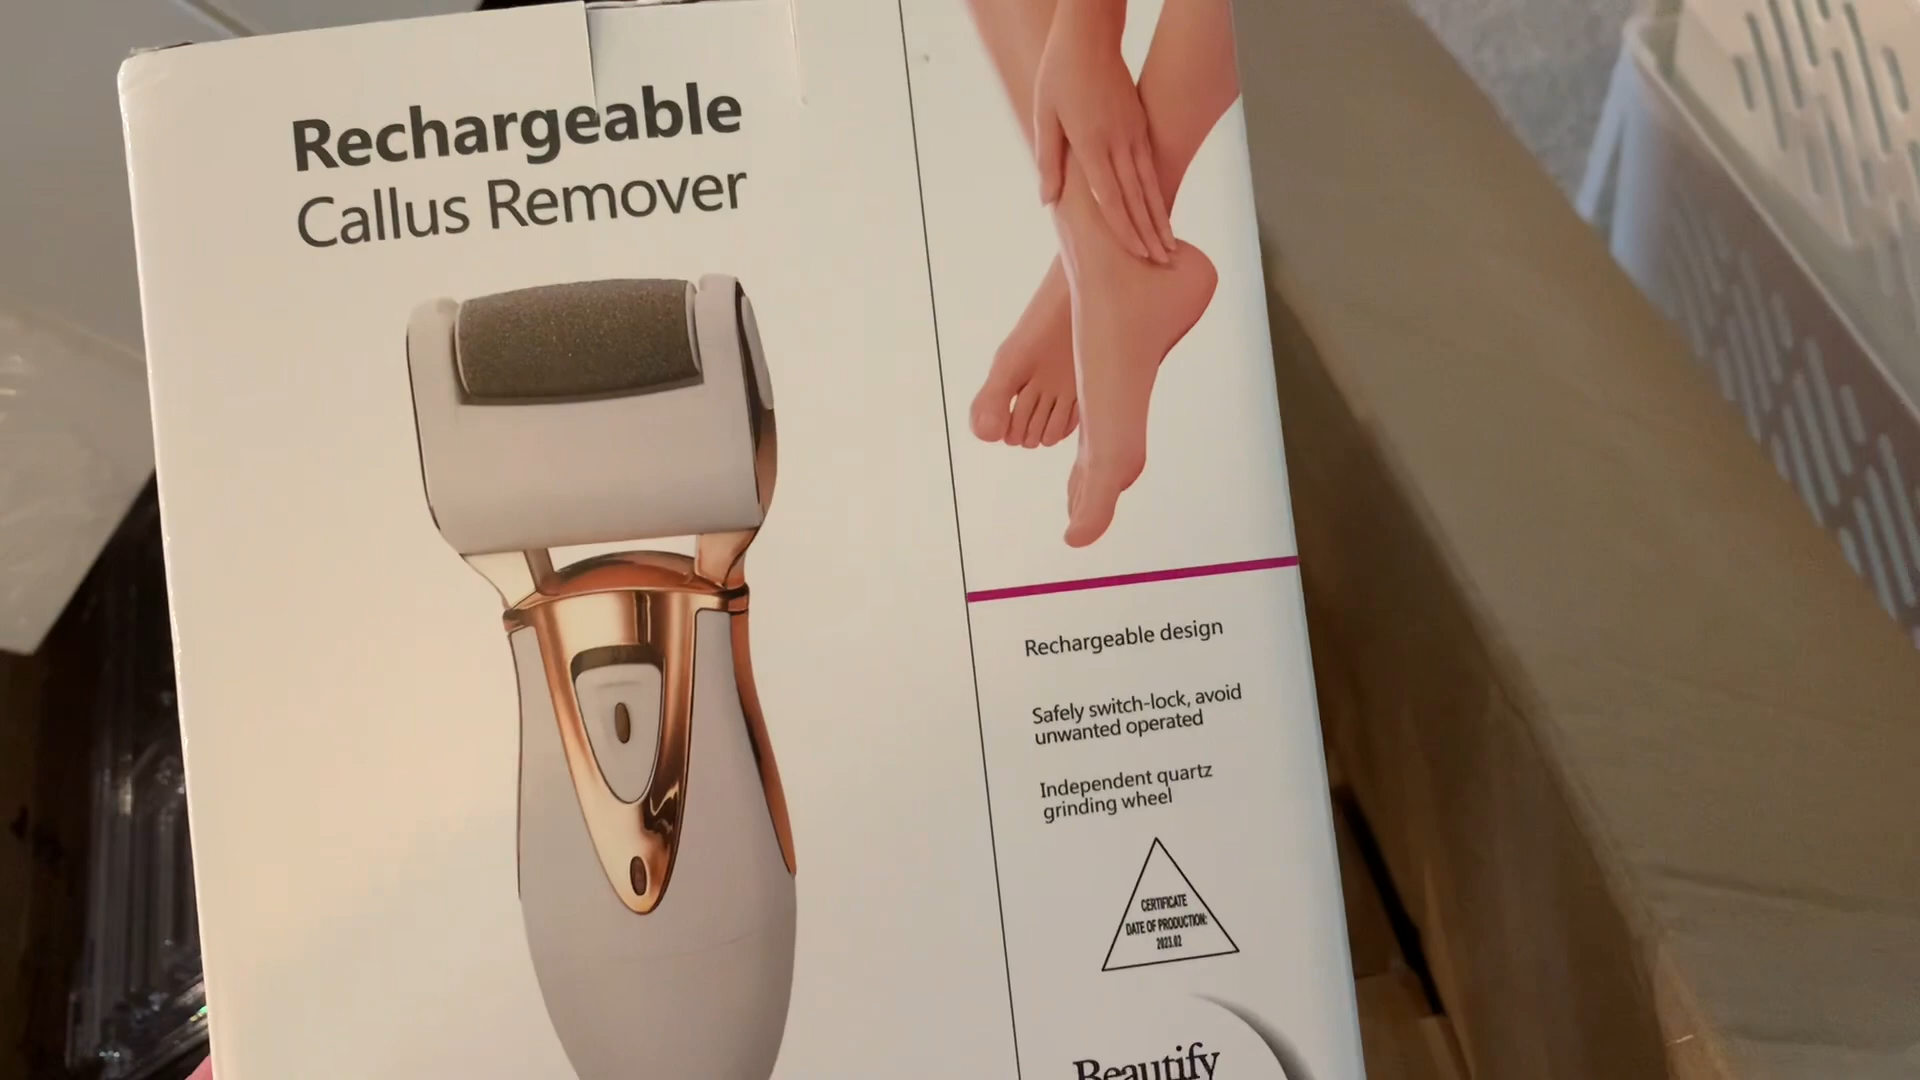 Rechargeable
Callus Remover
Rechargeable design
Safely switch-lock, avoid
unwanted operated
Independent quartz
grinding wheel
CERTIFICATE
DATE OF PRODUCTION:
2023.02
Beautify